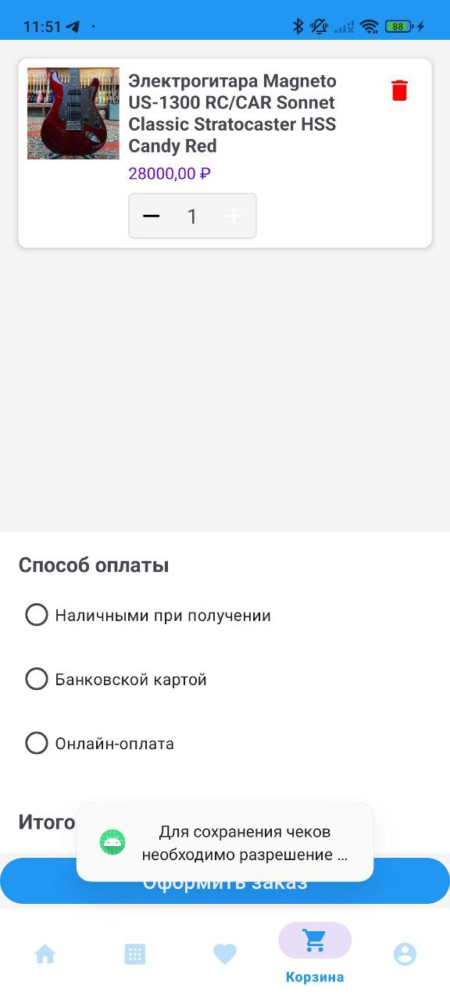 11:51
88
Электрогитара Magneto
US-1300 RC/CAR Sonnet
Classic Stratocaster HSS
Candy Red
28000,00 ₽
1
Способ оплаты
Наличными при получении
Банковской картой
Онлайн-оплата
Итого
Для сохранения чеков
необходимо разрешение ...
Оформить заказ
Корзина